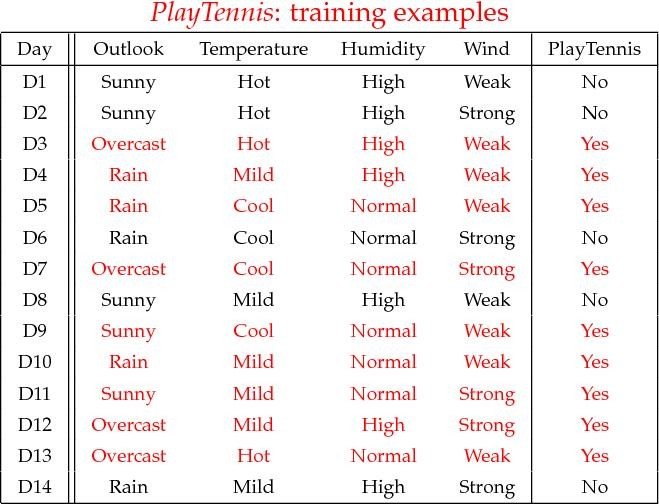 PlayTennis: training examples
Day Outlook Temperature Humidity Wind PlayTennis
D1 Sunny Hot High Weak No
D2 Sunny Hot High Strong No
D3 Overcast Hot High Weak Yes
D4 Rain Mild High Weak Yes
D5 Rain Cool Normal Weak Yes
D6 Rain Cool Normal Strong No
D7 Overcast Cool Normal Strong Yes
D8 Sunny Mild High Weak No
D9 Sunny Cool Normal Weak Yes
D10 Rain Mild Normal Weak Yes
D11 Sunny Mild Normal Strong Yes
D12 Overcast Mild High Strong Yes
D13 Overcast Hot Normal Weak Yes
D14 Rain Mild High Strong No